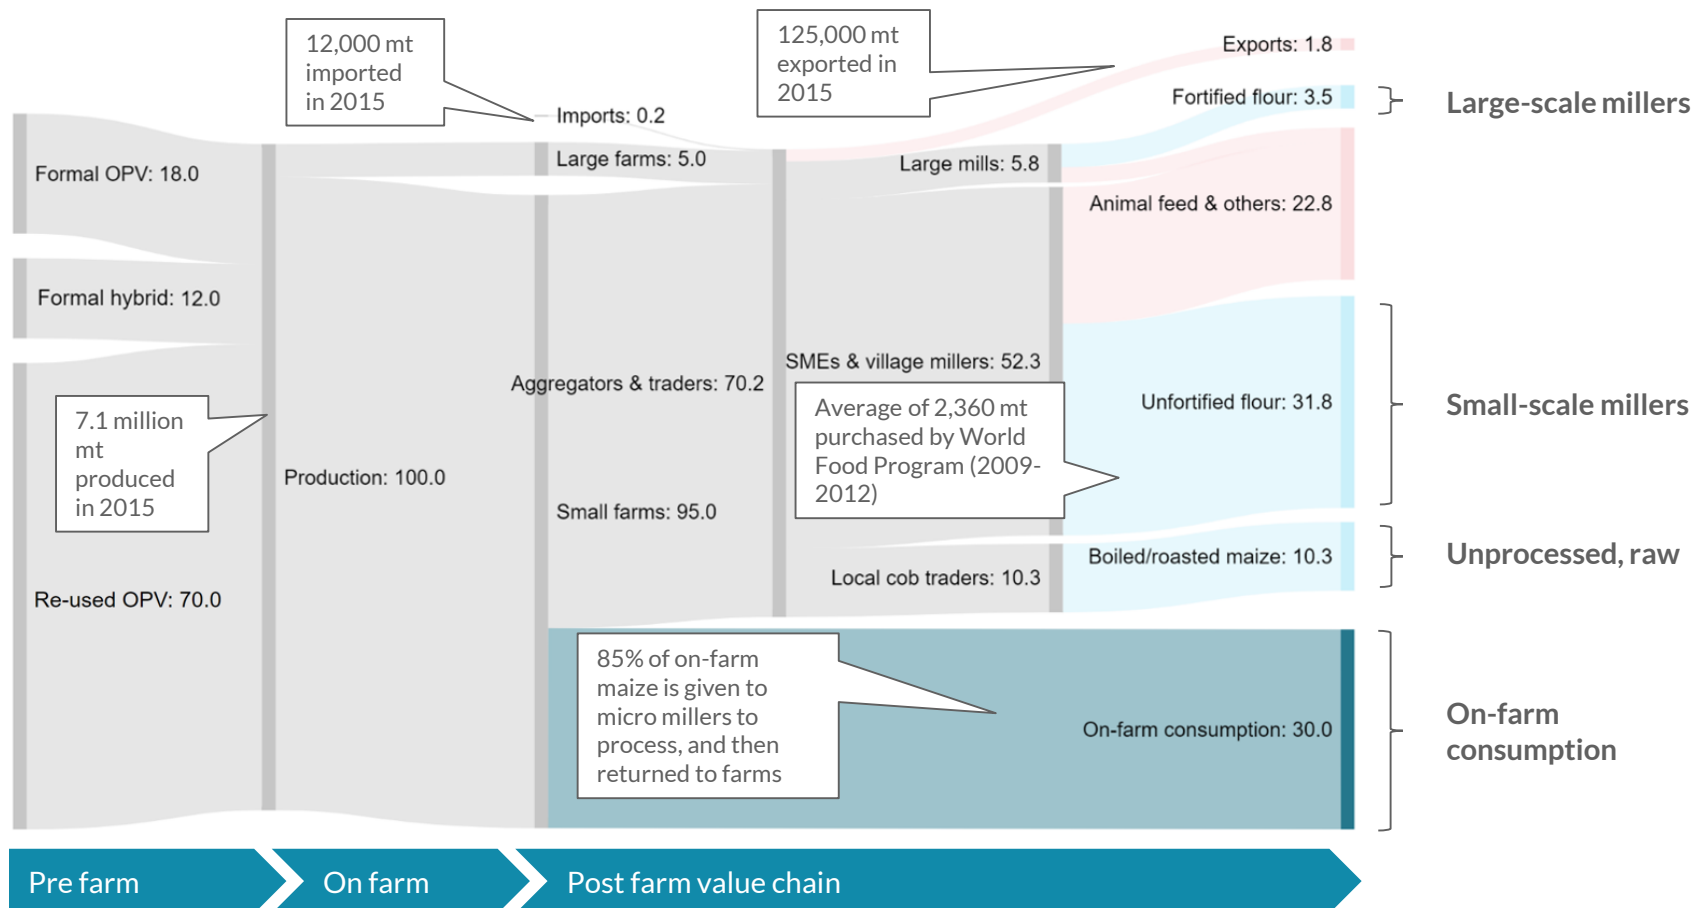 12,000 mt
imported
in 2015
125,000 mt
exported in
2015
Exports: 1.8
Fortified flour: 3.5
Large-scale millers
Imports: 0.2
Large farms: 5.0
Large mills: 5.8
Formal OPV: 18.0
Animal feed & others: 22.8
Formal hybrid: 12.0
SMEs & village millers: 52.3
Aggregators & traders: 70.2
Unfortified flour: 31.8
Small-scale millers
Average of 2,360 mt
purchased by World
Food Program (2009-
2012)
7.1 million
mt
produced
in 2015
Production: 100.0
Small farms: 95.0
Re-used OPV: 70.0
Local cob traders: 10.3
Boiled/roasted maize: 10.3
Unprocessed, raw
85% of on-farm
maize is given to
micro millers to
process, and then
returned to farms
On-farm consumption: 30.0
On-farm
consumption
Pre farm
On farm
Post farm value chain